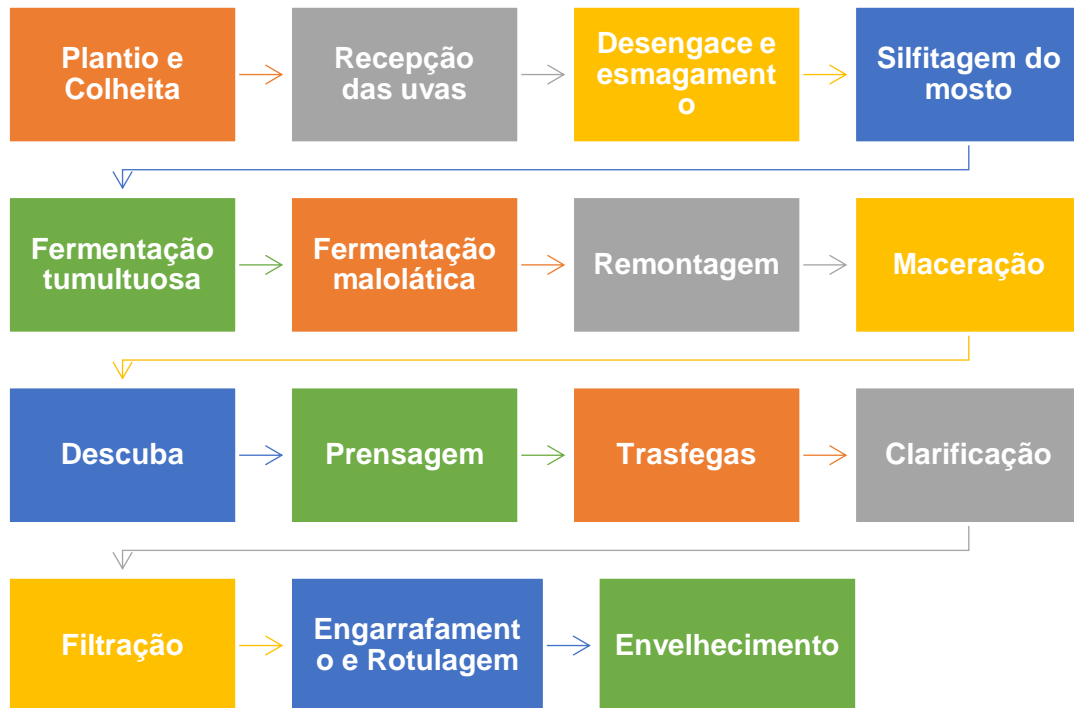 Plantio e
Colheita
Recepção
das uvas
Desengace e
esmagament
o
Silfitagem do
mosto
Fermentação
tumultuosa
Fermentação
malolática
Remontagem
Maceração
Descuba
Prensagem
Trasfegas
Clarificação
Filtração
Engarrafament
o e Rotulagem
Envelhecimento